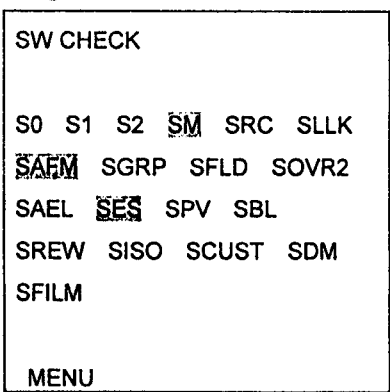 SW CHECK
S0 S1 S2 SM SRC SLLK
SAFM SGRP SFLD SOVR2
SAEL SES SPV SBL
SREW SISO SCUST SDM
SFILM
MENU